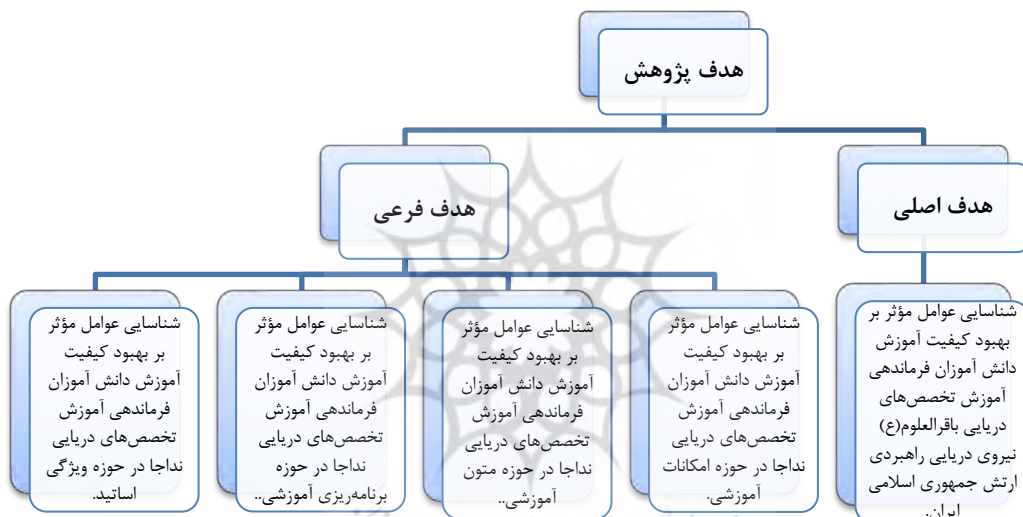 هدف پژوهش
هدف اصلی
هدف فرعی
شناسایی عوامل مؤثر بر
بهبود کیفیت آموزش
دانش آموزان فرماندهی
آموزش تخصص‌های
دریایی باقرالعلوم(ع)
نیروی دریایی راهبردی
ارتش جمهوری اسلامی
ایران.
شناسایی عوامل مؤثر
بر بهبود کیفیت
آموزش دانش آموزان
فرماندهی آموزش
تخصص‌های دریایی
نداجا در حوزه امکانات
آموزشی.
شناسایی عوامل مؤثر
بر بهبود کیفیت
آموزش دانش آموزان
فرماندهی آموزش
تخصص‌های دریایی
نداجا در حوزه متون
آموزشی..
شناسایی عوامل مؤثر
بر بهبود کیفیت
آموزش دانش آموزان
فرماندهی آموزش
تخصص‌های دریایی
نداجا در حوزه
برنامه‌ریزی آموزشی..
شناسایی عوامل مؤثر
بر بهبود کیفیت
آموزش دانش آموزان
فرماندهی آموزش
تخصص‌های دریایی
نداجا در حوزه ویژگی
اساتید.